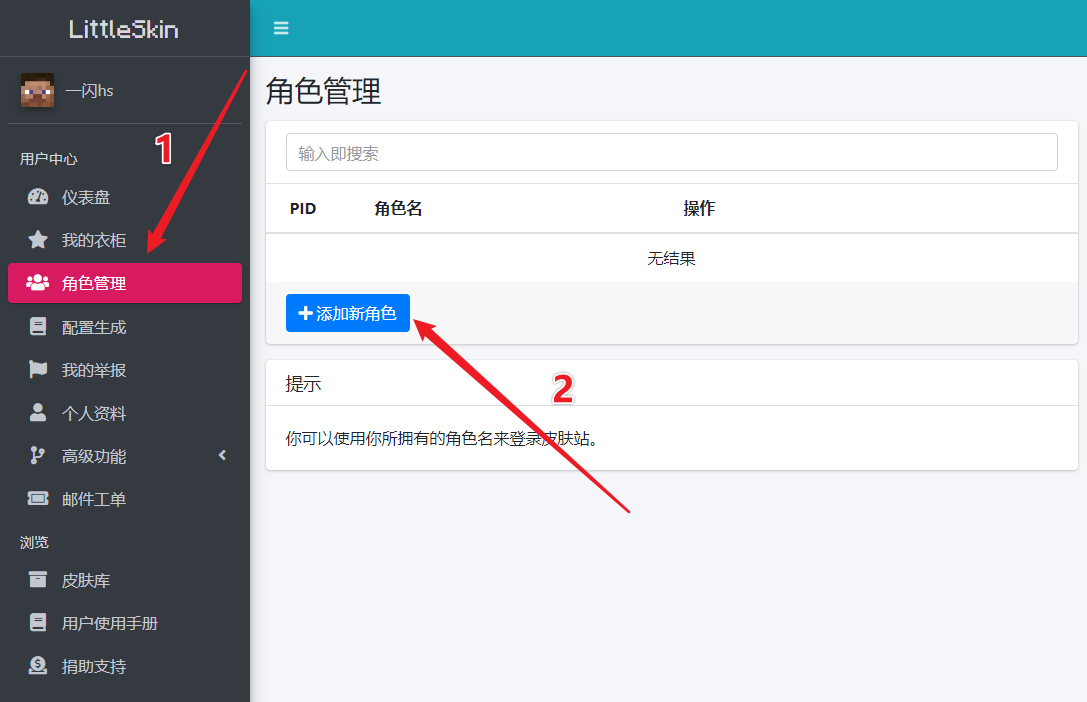 LittleSkin
一闪hs
用户中心
仪表盘
我的衣柜
角色管理
配置生成
我的举报
个人资料
高级功能
邮件工单
浏览
皮肤库
用户使用手册
捐助支持
1
角色管理
输入即搜索
PID 角色名 操作
无结果
添加新角色
2
提示
你可以使用你所拥有的角色名来登录皮肤站。